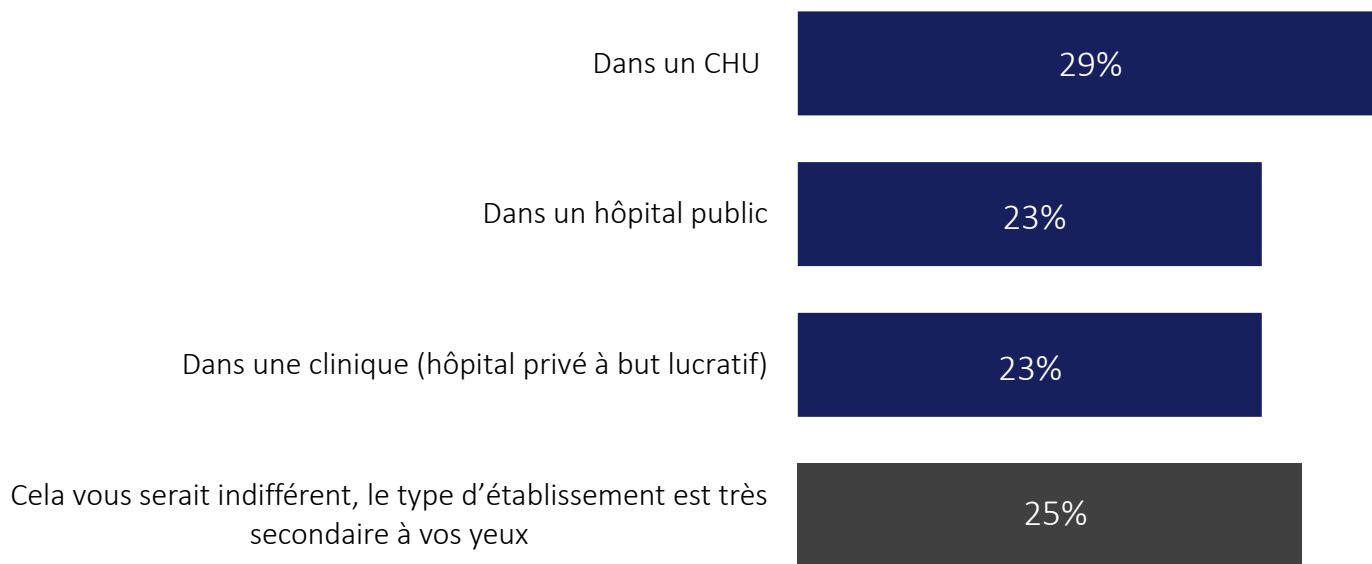 Dans un CHU
29%
Dans un hôpital public
23%
Dans une clinique (hôpital privé à but lucratif)
23%
Cela vous serait indifférent, le type d’établissement est très
secondaire à vos yeux
25%